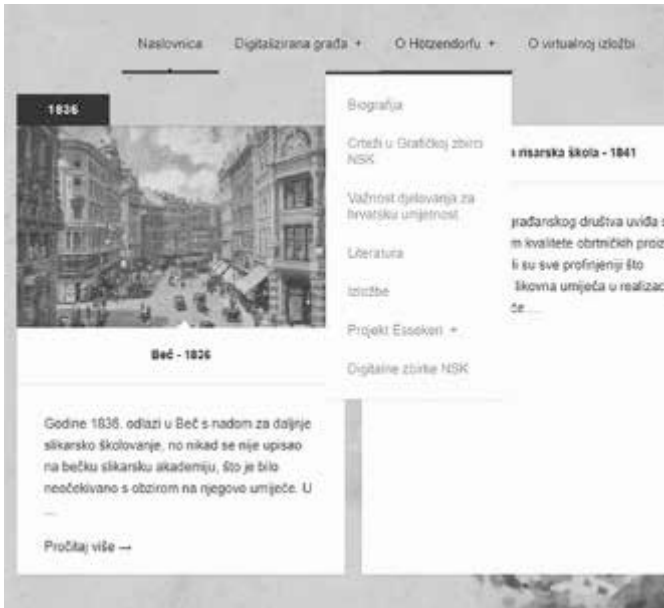 Naslovnica Digitalizirana građa + O Hötzendorfu + O virtualnoj izložbi
1836
Beč - 1836
Godine 1836. odlazi u Beč s nadom za daljnje
slikarsko školovanje, no nikad se nije upisao
na bečku slikarsku akademiju, što je bilo
neočekivano s obzirom na njegovo umijeće. U
...
Pročitaj više →
Biografija
Crteži u Grafičkoj zbirci
NSK
Važnost djelovanja za
hrvatsku umjetnost
Literatura
Izložbe
Projekt Essekeri +
Digitalne zbirke NSK
risarska škola - 1841
građanskog društva uviđa s
m kvalitete obrtničkih proiz
li su sve profinjeniji što
likovna umijeća u realizac
će ...